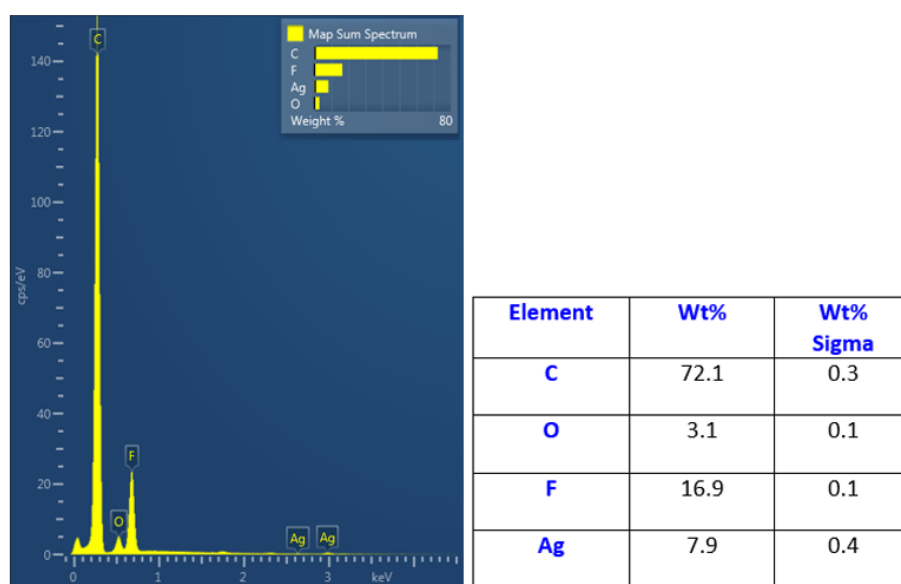 C
Map Sum Spectrum
C
F
Ag
O
Weight % 80
140
120
100
80
60
40
20
0
cps/eV
F
O
Ag Ag
0 1 2 3 keV
Element Wt% Wt% Sigma
C 72.1 0.3
O 3.1 0.1
F 16.9 0.1
Ag 7.9 0.4